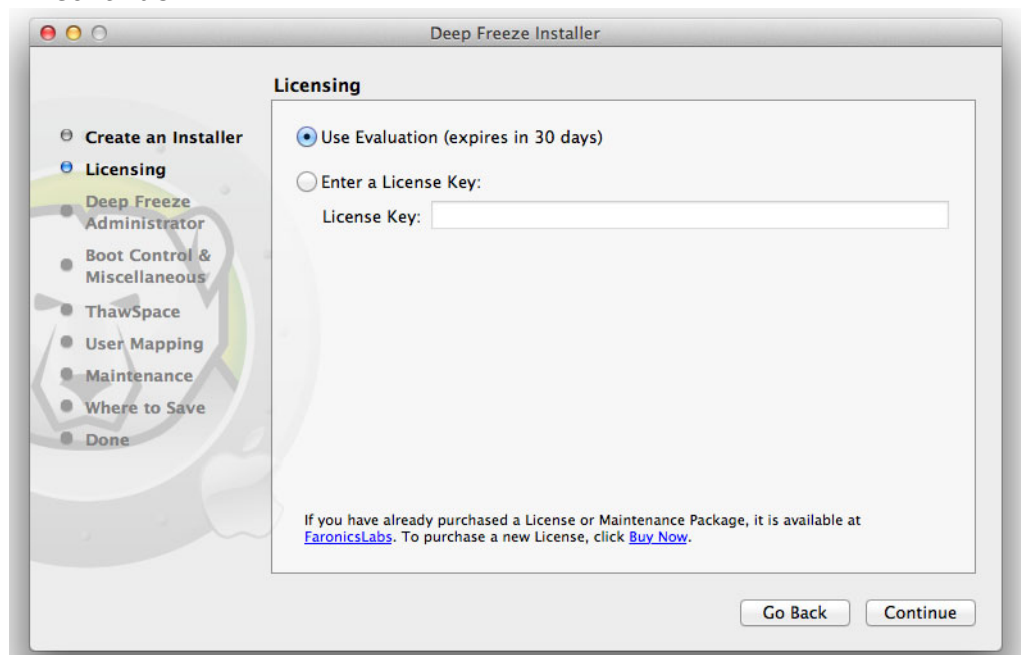 Deep Freeze Installer
Licensing
Create an Installer
Licensing
Deep Freeze
Administrator
Boot Control &
Miscellaneous
ThawSpace
User Mapping
Maintenance
Where to Save
Done
Use Evaluation (expires in 30 days)
Enter a License Key:
License Key:
If you have already purchased a License or Maintenance Package, it is available at
FaronicsLabs. To purchase a new License, click Buy Now.
Go Back
Continue